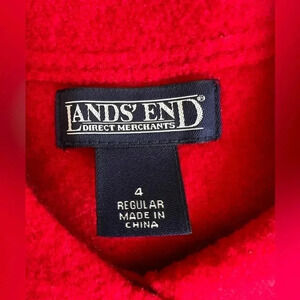 LANDS' END®
DIRECT MERCHANTS
4
REGULAR
MADE IN
CHINA